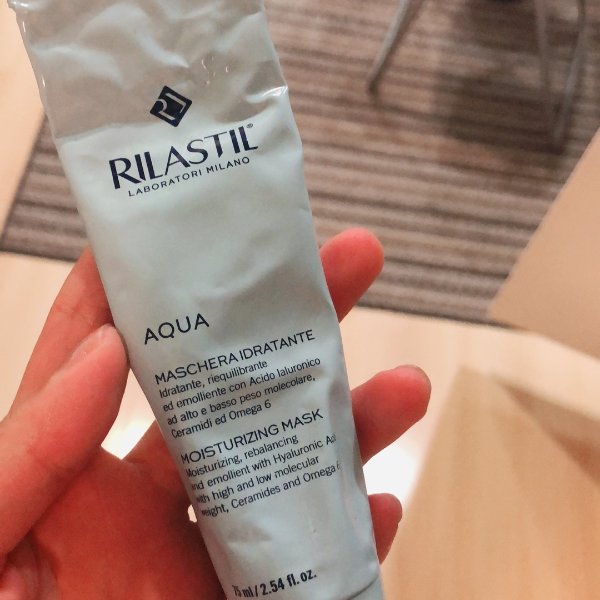 RILASTIL®
LABORATORI MILANO
AQUA
MASCHERA IDRATANTE
Idratante, riequilibrante
ed emolliente con Acido Ialuronico
ad alto e basso peso molecolare,
Ceramidi ed Omega 6
MOISTURIZING MASK
Moisturizing, rebalancing
and emollient with Hyaluronic
with high and low molecular
weight, Ceramides and Omega 6
75 ml / 2.54 fl.oz.